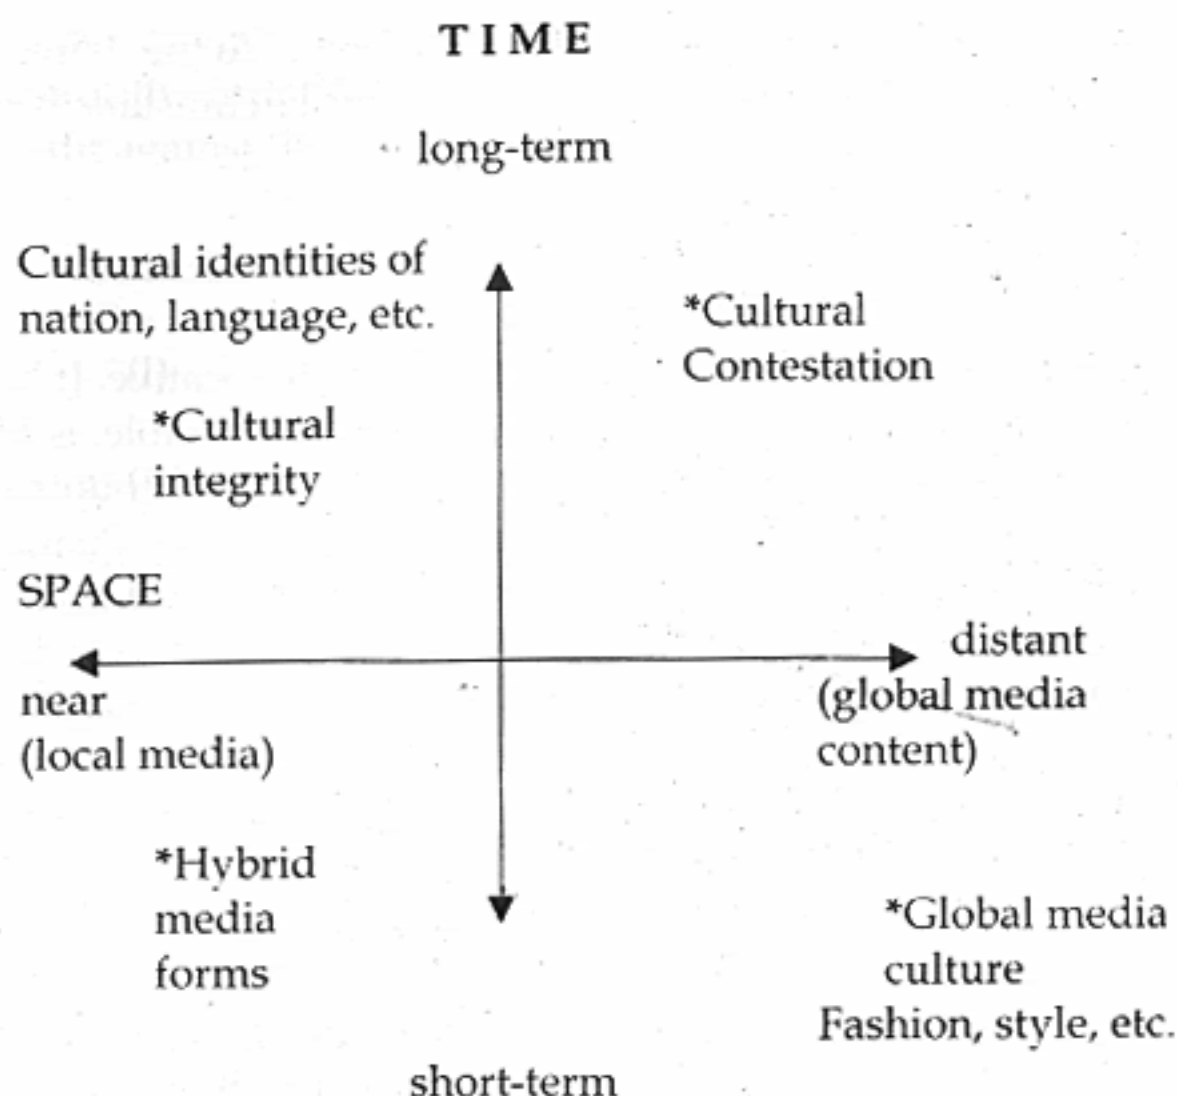 TIME
long-term
Cultural identities of
nation, language, etc.
*Cultural
Contestation
*Cultural
integrity
SPACE
distant
(global media
content)
near
(local media)
*Hybrid
media
forms
*Global media
culture
Fashion, style, etc.
short-term